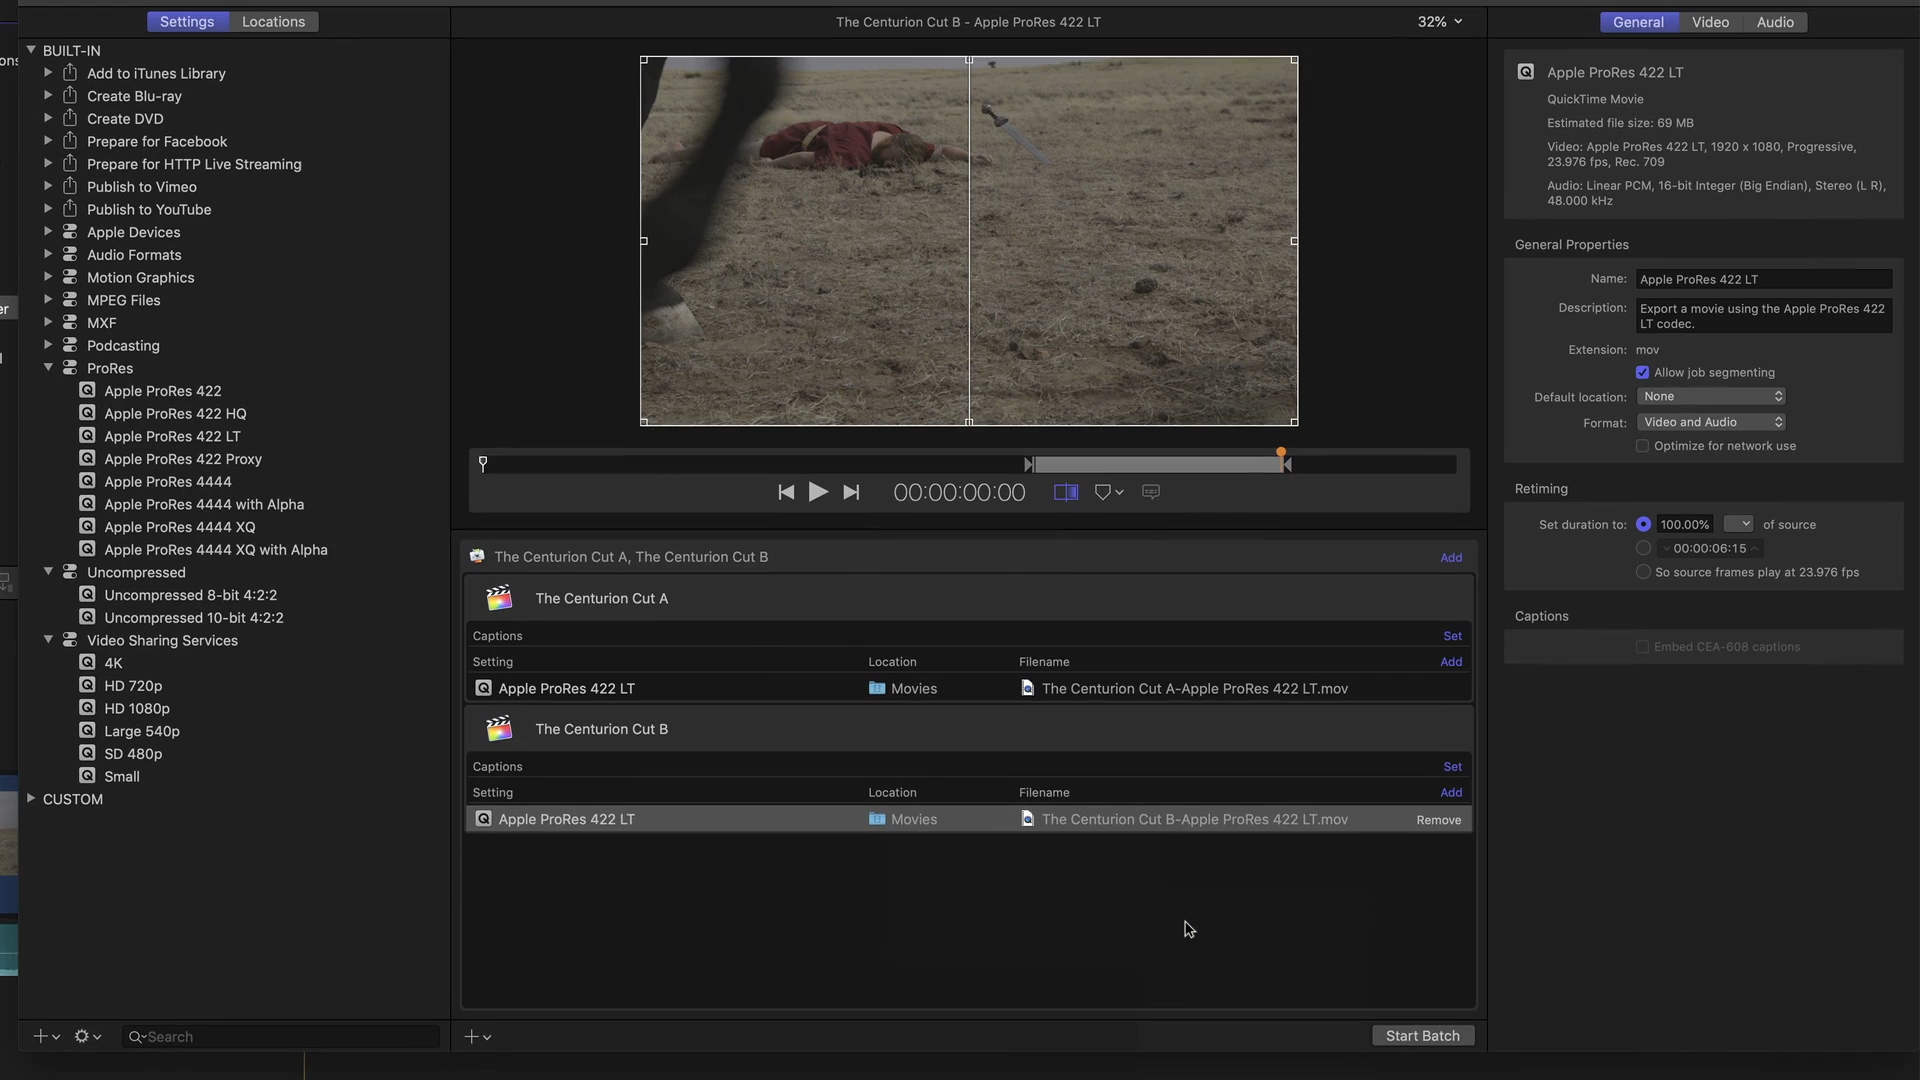 Settings
Locations
The Centurion Cut B - Apple ProRes 422 LT
32%
General
Video
Audio
BUILT-IN
Add to iTunes Library
Create Blu-ray
Create DVD
Prepare for Facebook
Prepare for HTTP Live Streaming
Publish to Vimeo
Publish to YouTube
Apple Devices
Audio Formats
Motion Graphics
MPEG Files
MXF
Podcasting
ProRes
Apple ProRes 422
Apple ProRes 422 HQ
Apple ProRes 422 LT
Apple ProRes 422 Proxy
Apple ProRes 4444
Apple ProRes 4444 with Alpha
Apple ProRes 4444 XQ
Apple ProRes 4444 XQ with Alpha
Uncompressed
Uncompressed 8-bit 4:2:2
Uncompressed 10-bit 4:2:2
Video Sharing Services
4K
HD 720p
HD 1080p
Large 540p
SD 480p
Small
CUSTOM
Search
00:00:00:00
The Centurion Cut A, The Centurion Cut B
Add
The Centurion Cut A
Captions
Set
Setting
Location
Filename
Add
Apple ProRes 422 LT
Movies
The Centurion Cut A-Apple ProRes 422 LT.mov
The Centurion Cut B
Captions
Set
Setting
Location
Filename
Add
Apple ProRes 422 LT
Movies
The Centurion Cut B-Apple ProRes 422 LT.mov
Remove
Start Batch
Apple ProRes 422 LT
QuickTime Movie
Estimated file size: 69 MB
Video: Apple ProRes 422 LT, 1920 x 1080, Progressive,
23.976 fps, Rec. 709
Audio: Linear PCM, 16-bit Integer (Big Endian), Stereo (L R),
48.000 kHz
General Properties
Name: Apple ProRes 422 LT
Description: Export a movie using the Apple ProRes 422
LT codec.
Extension: mov
Allow job segmenting
Default location: None
Format: Video and Audio
Optimize for network use
Retiming
Set duration to: 100.00% of source
00:00:06:15
So source frames play at 23.976 fps
Captions
Embed CEA-608 captions